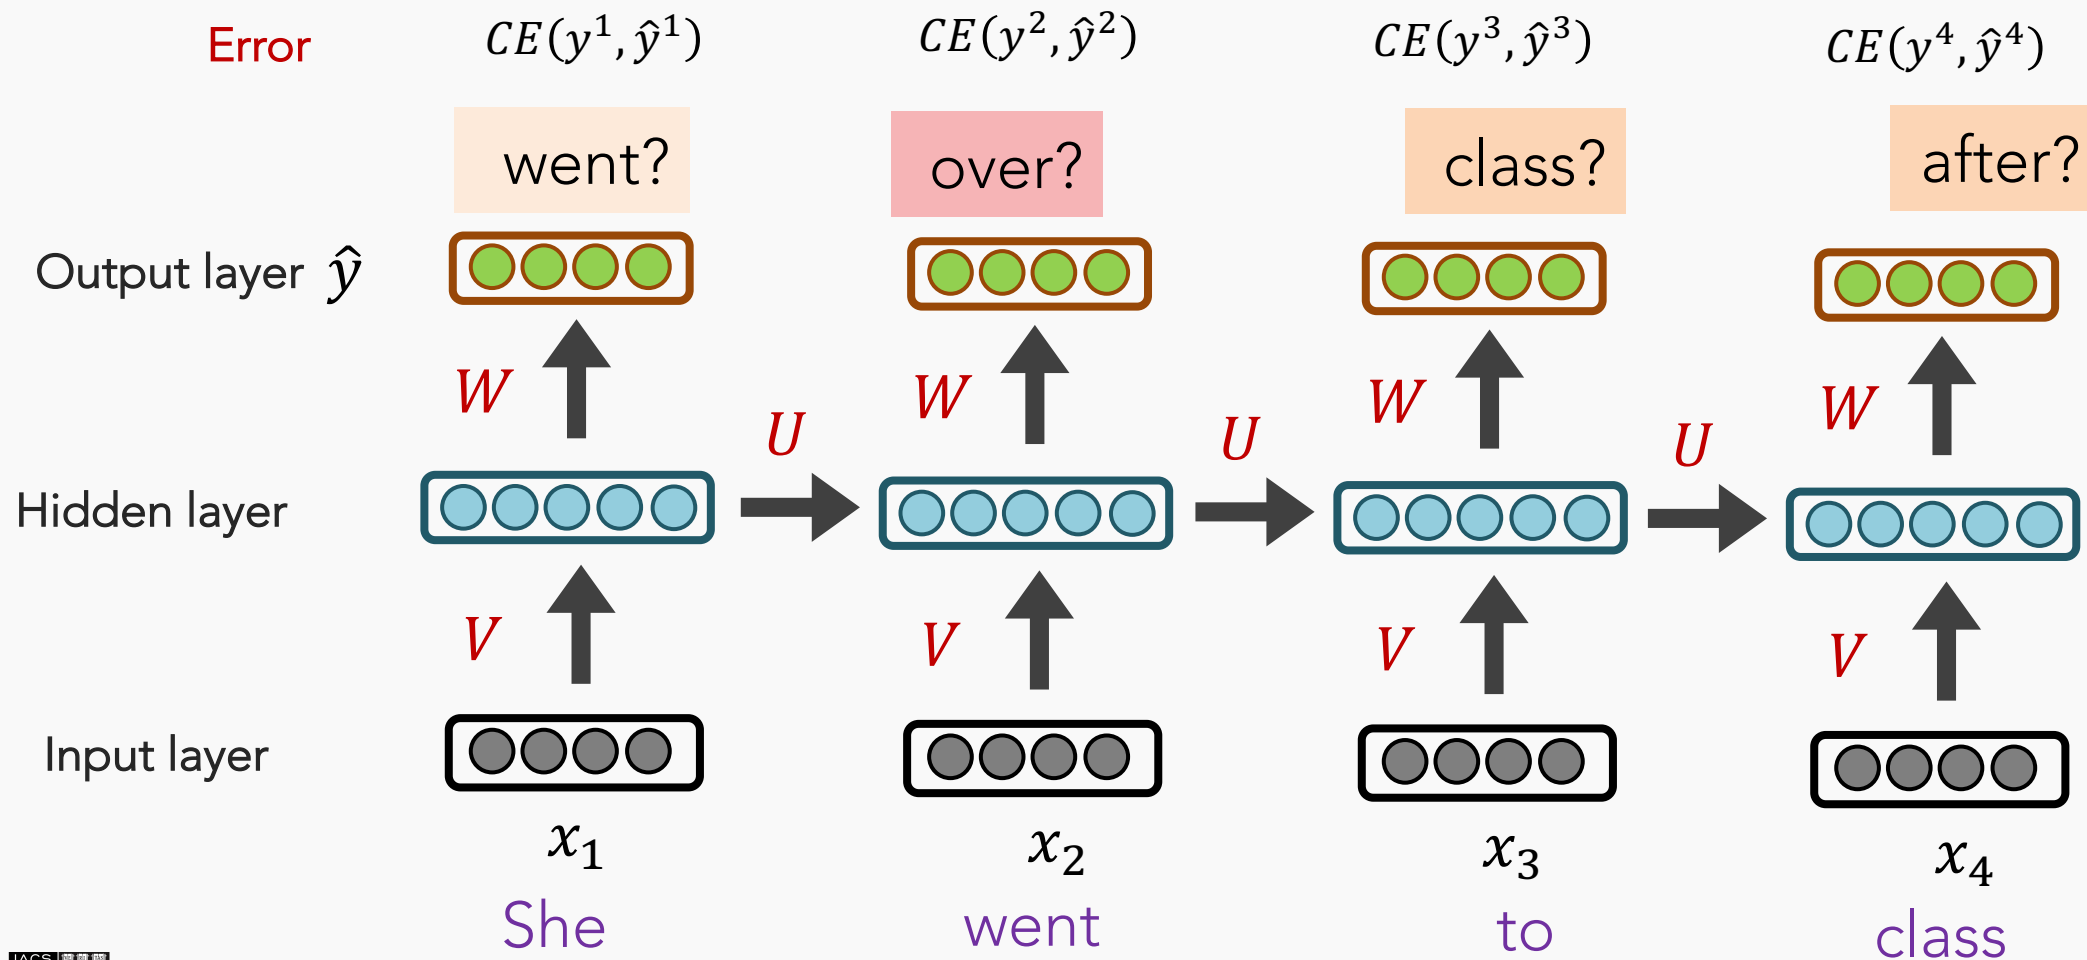 Error CE(y¹, ŷ¹) CE(y², ŷ²) CE(y³, ŷ³) CE(y⁴, ŷ⁴)
went? over? class? after?
Output layer ŷ
W W W W
U U U
Hidden layer
V V V V
Input layer
x₁ x₂ x₃ x₄
She went to class
IACS